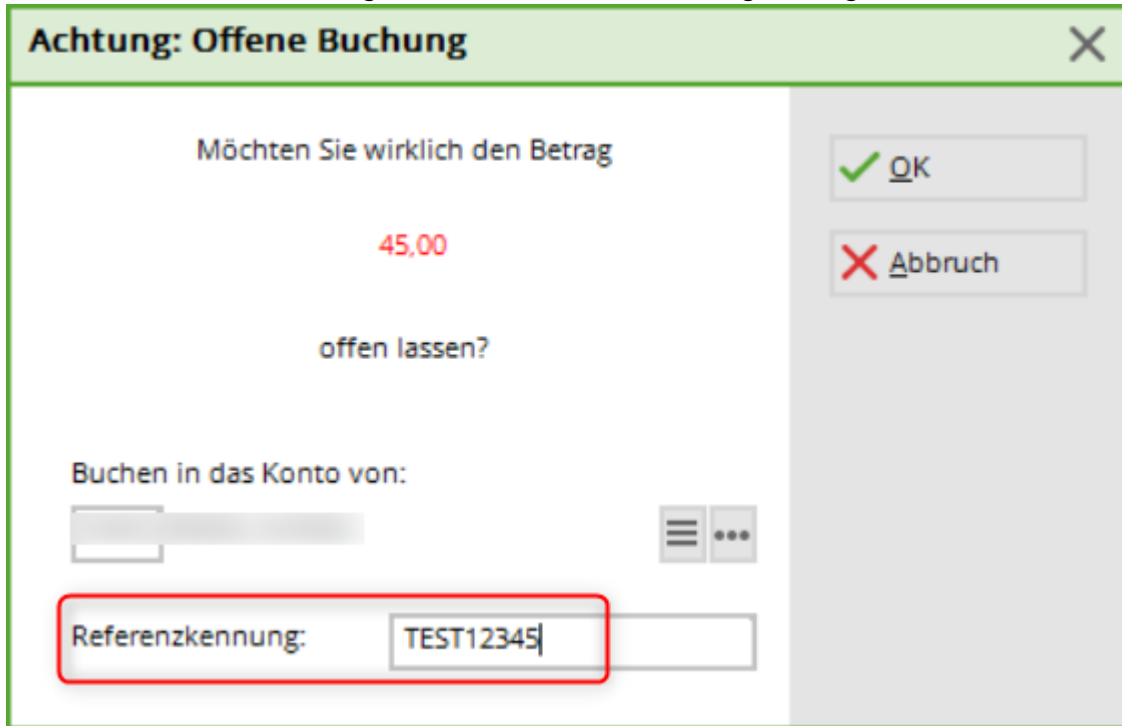 Achtung: Offene Buchung
Möchten Sie wirklich den Betrag
45,00
offen lassen?
OK
Abbruch
Buchen in das Konto von:
Referenzkennung: TEST12345